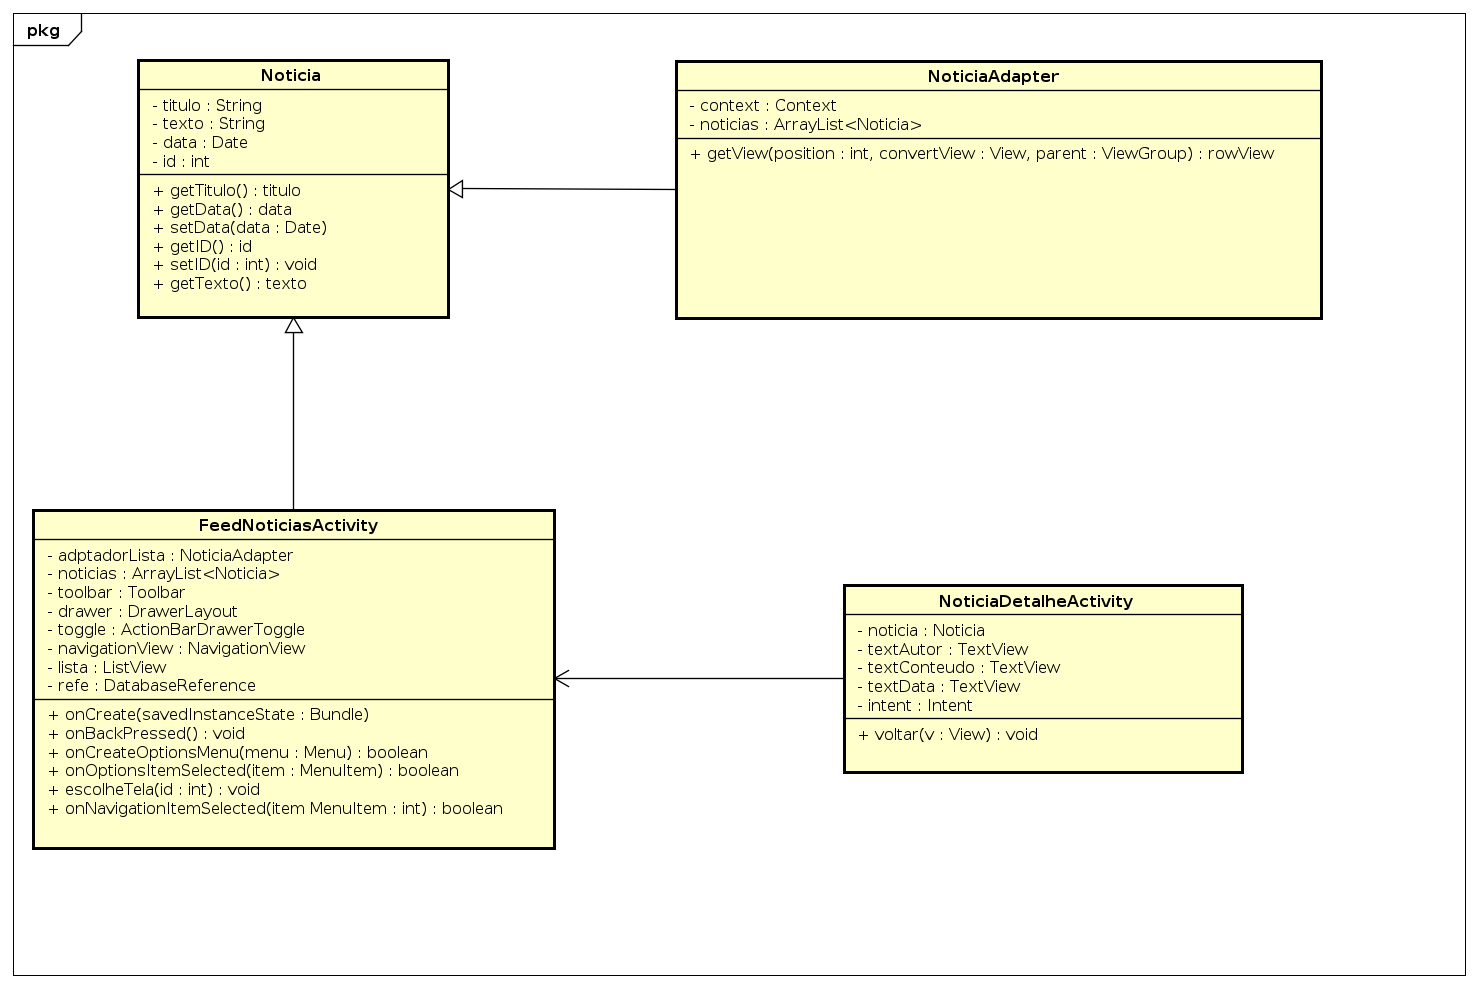 pkg
Noticia
- titulo : String
- texto : String
- data : Date
- id : int
+ getTitulo() : titulo
+ getData() : data
+ setData(data : Date)
+ getID() : id
+ setID(id : int) : void
+ getTexto() : texto
NoticiaAdapter
- context : Context
- noticias : ArrayList<Noticia>
+ getView(position : int, convertView : View, parent : ViewGroup) : rowView
FeedNoticiasActivity
- adptadorLista : NoticiaAdapter
- noticias : ArrayList<Noticia>
- toolbar : Toolbar
- drawer : DrawerLayout
- toggle : ActionBarDrawerToggle
- navigationView : NavigationView
- lista : ListView
- refe : DatabaseReference
+ onCreate(savedInstanceState : Bundle)
+ onBackPressed() : void
+ onCreateOptionsMenu(menu : Menu) : boolean
+ onOptionsItemSelected(item : MenuItem) : boolean
+ escolheTela(id : int) : void
+ onNavigationItemSelected(item MenuItem : int) : boolean
NoticiaDetalheActivity
- noticia : Noticia
- textAutor : TextView
- textConteudo : TextView
- textData : TextView
- intent : Intent
+ voltar(v : View) : void